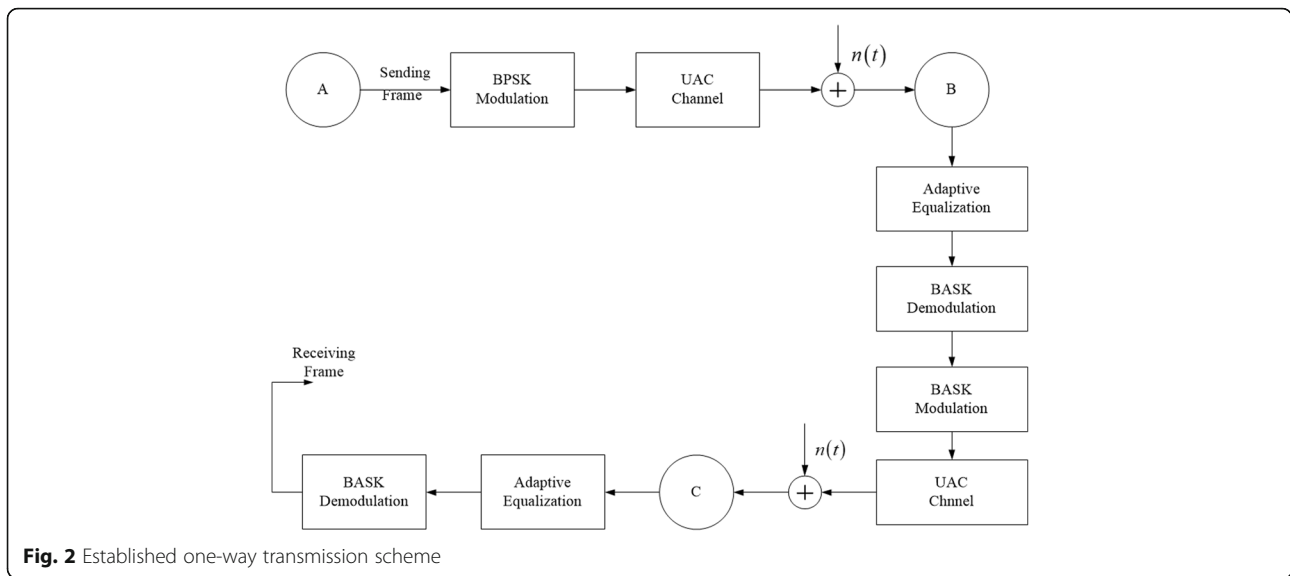 A
Sending
Frame
BPSK
Modulation
UAC
Channel
n(t)
+
B
Adaptive
Equalization
BASK
Demodulation
BASK
Modulation
UAC
Chnnel
n(t)
+
C
Adaptive
Equalization
BASK
Demodulation
Receiving
Frame
Fig. 2 Established one-way transmission scheme